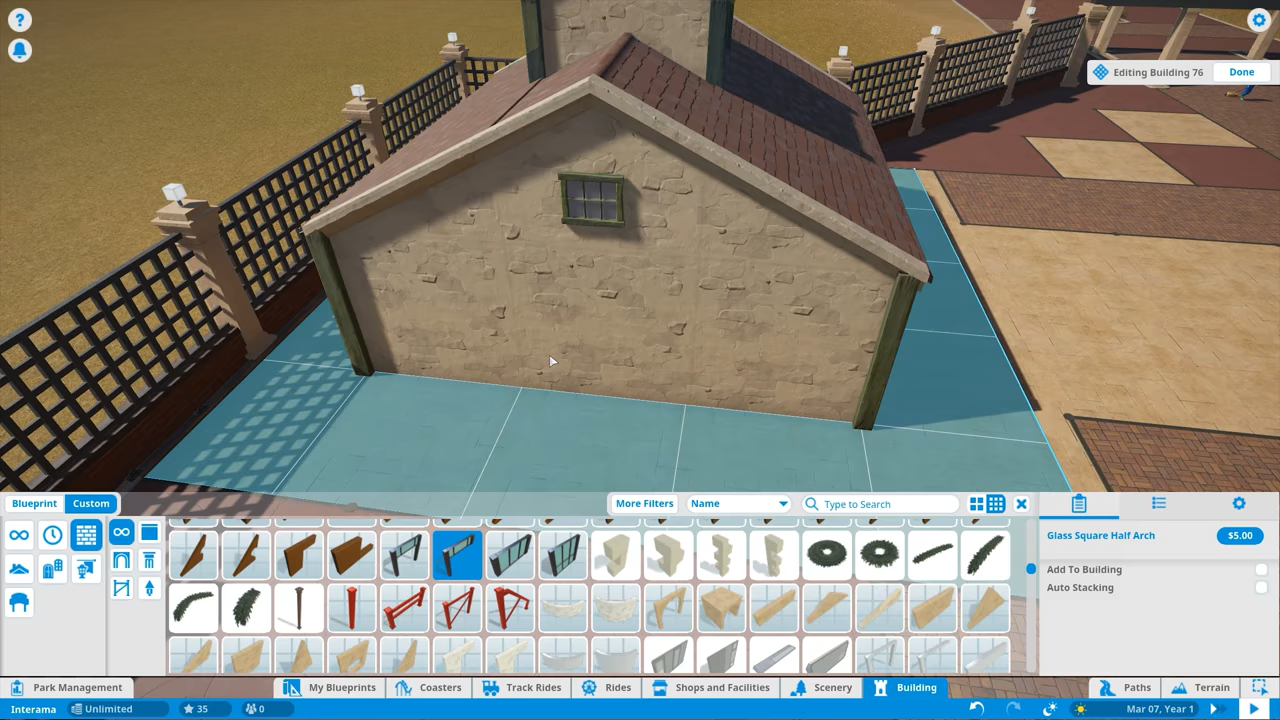 ?
Editing Building 76 Done
Blueprint Custom More Filters Name Type to Search
Glass Square Half Arch $5.00
Add To Building
Auto Stacking
Park Management My Blueprints Coasters Track Rides Rides Shops and Facilities Scenery Building Paths Terrain
Interama Unlimited 35 0 Mar 07, Year 1